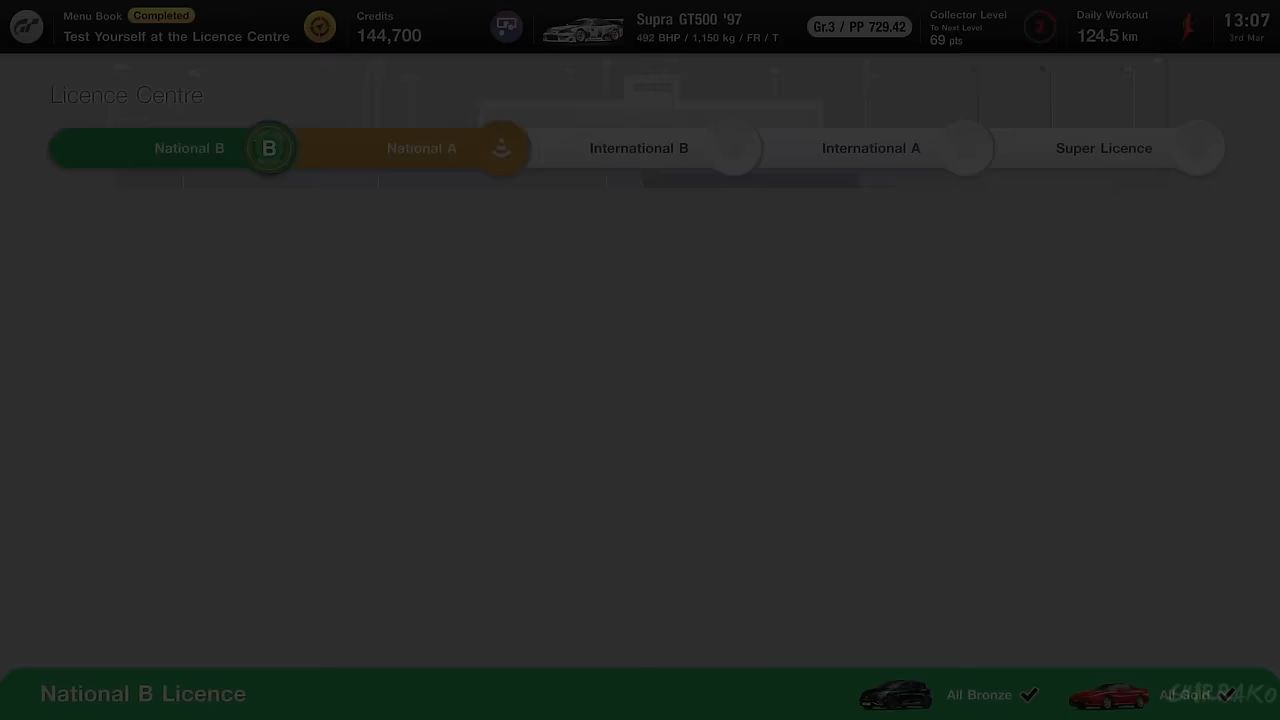 Menu Book Completed
Test Yourself at the Licence Centre
Credits
144,700
Supra GT500 '97
492 BHP / 1,150 kg / FR / T
Gr.3 / PP 729.42
Collector Level
To Next Level
69 pts
2
Daily Workout
124.5 km
13:07
3rd Mar
Licence Centre
National B
B
National A
International B
International A
Super Licence
National B Licence
All Bronze
All Gold